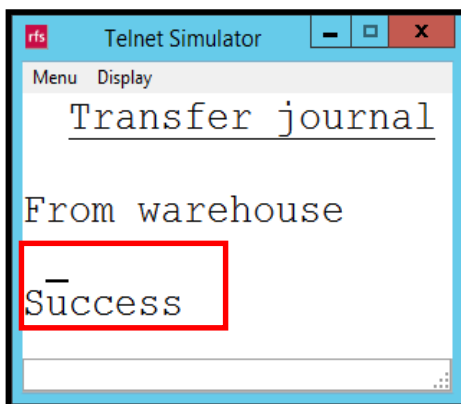 rfs Telnet Simulator
Menu Display
Transfer journal
From warehouse
Success